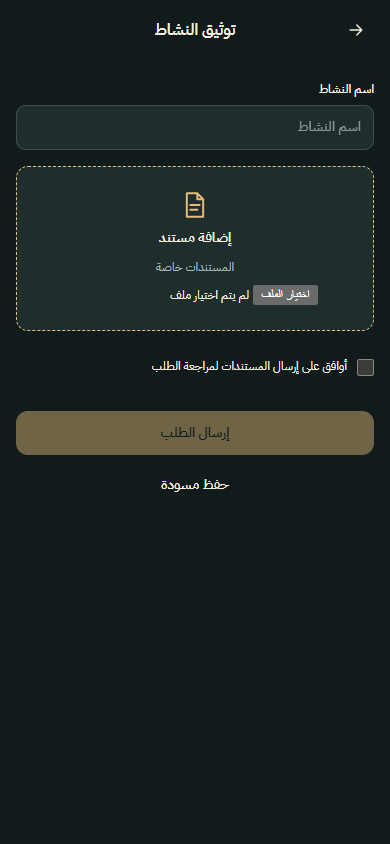 توثيق النشاط
اسم النشاط
اسم النشاط
إضافة مستند
المستندات خاصة
اختيار الملف لم يتم اختيار ملف
أوافق على إرسال المستندات لمراجعة الطلب
إرسال الطلب
حفظ مسودة